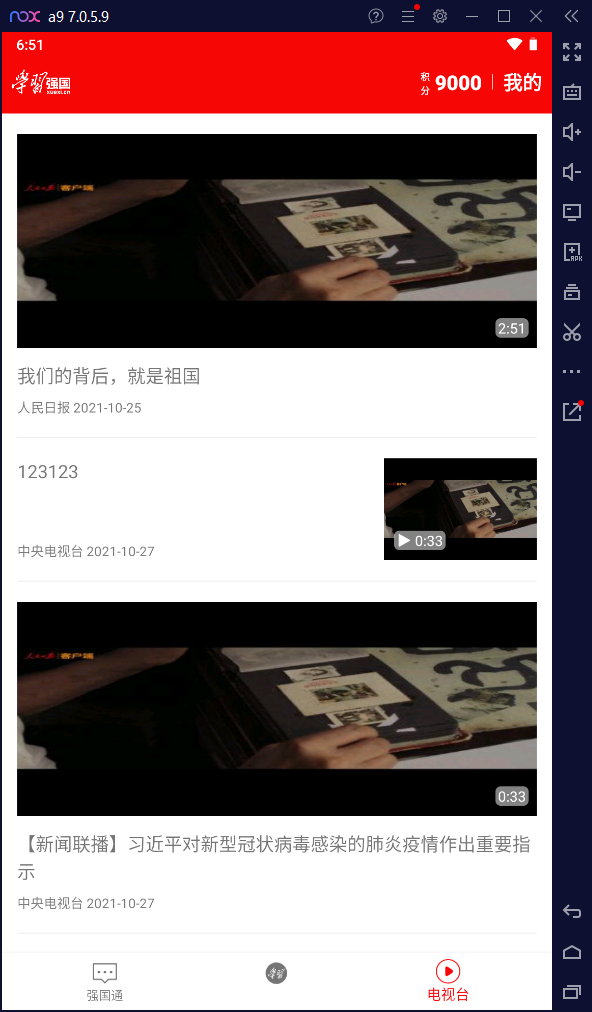 nox a9 7.0.5.9
6:51
学习强国
xuexi.cn
积分 9000 我的
人民日报 客户端
2:51
我们的背后，就是祖国
人民日报 2021-10-25
123123
0:33
中央电视台 2021-10-27
人民日报 客户端
0:33
【新闻联播】习近平对新型冠状病毒感染的肺炎疫情作出重要指
示
中央电视台 2021-10-27
强国通
学习
电视台
APK